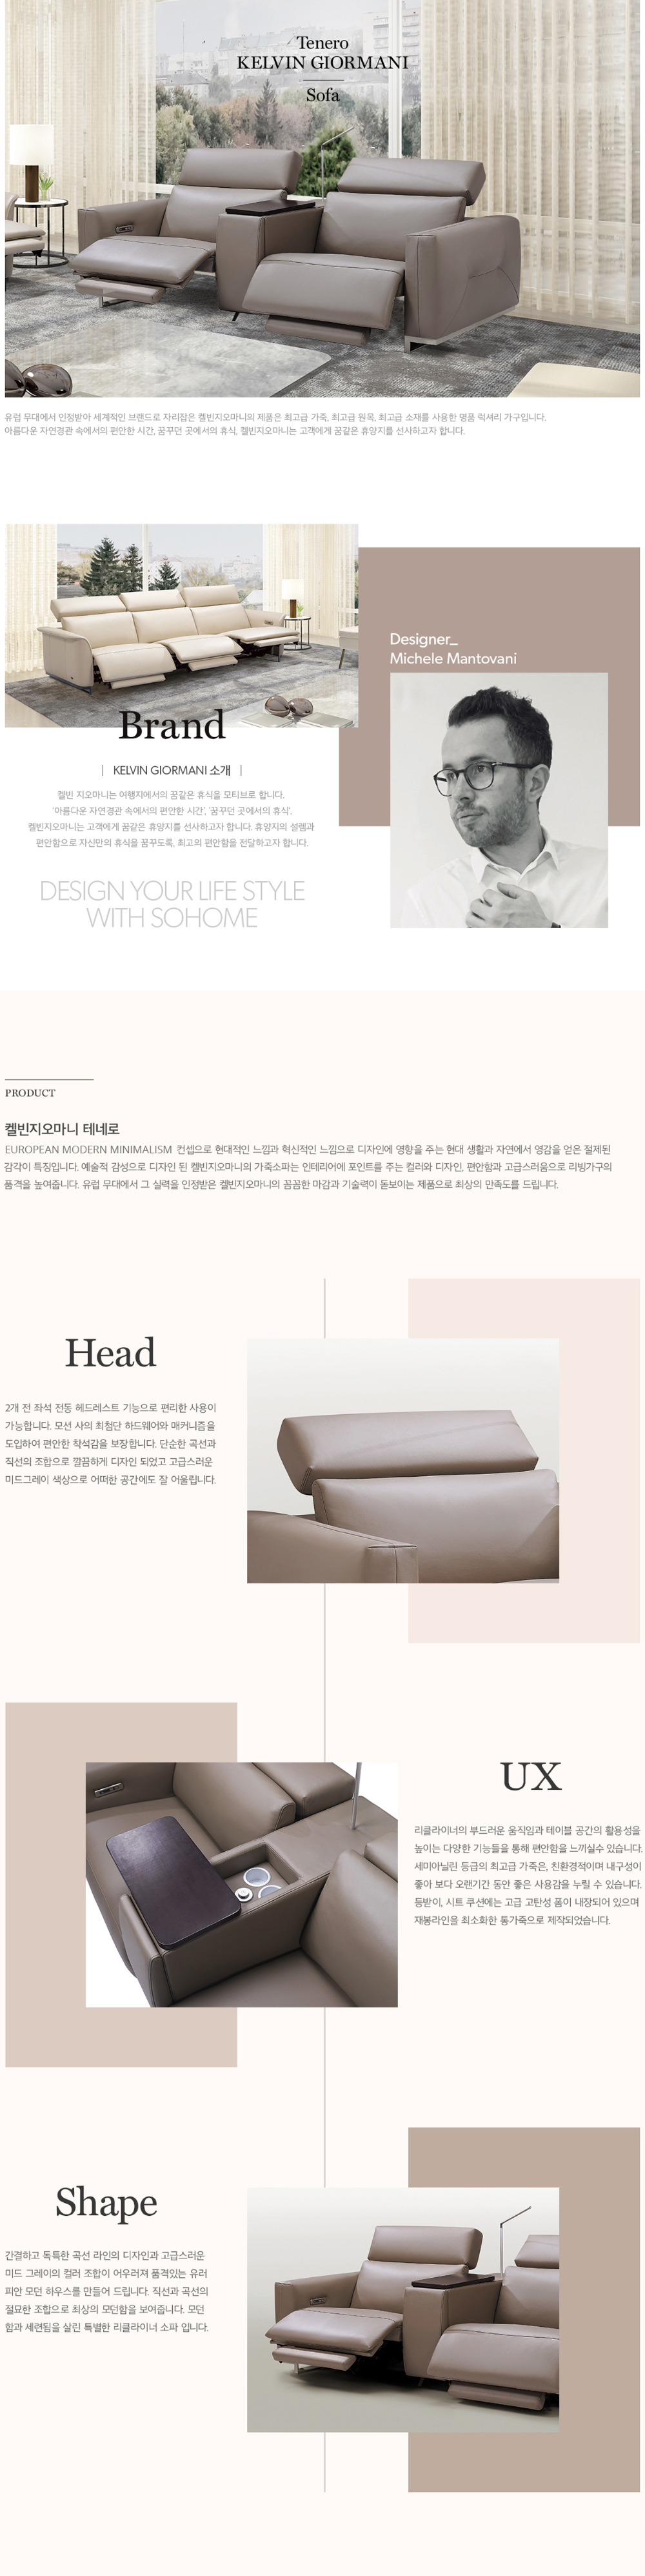 Tenero
KELVIN GIORMANI
Sofa
유럽 무대에서 인정받아 세계적인 브랜드로 자리잡은 켈빈지오마니의 제품은 최고급 가죽, 최고급 원목, 최고급 소재를 사용한 명품 럭셔리 가구입니다.
아름다운 자연경관 속에서의 편안한 시간, 꿈꾸던 곳에서의 휴식, 켈빈지오마니는 고객에게 꿈같은 휴양지를 선사하고자 합니다.
Designer_
Michele Mantovani
Brand
| KELVIN GIORMANI 소개 |
켈빈 지오마니는 여행지에서의 꿈같은 휴식을 모티브로 합니다.
'아름다운 자연경관 속에서의 편안한 시간', '꿈꾸던 곳에서의 휴식'.
켈빈지오마니는 고객에게 꿈같은 휴양지를 선사하고자 합니다. 휴양지의 설렘과
편안함으로 자신만의 휴식을 꿈꾸도록, 최고의 편안함을 전달하고자 합니다.
DESIGN YOUR LIFE STYLE
WITH SOHOME
PRODUCT
켈빈지오마니 테네로
EUROPEAN MODERN MINIMALISM 컨셉으로 현대적인 느낌과 혁신적인 느낌으로 디자인에 영향을 주는 현대 생활과 자연에서 영감을 얻은 절제된
감각이 특징입니다. 예술적 감성으로 디자인 된 켈빈지오마니의 가죽소파는 인테리어에 포인트를 주는 컬러와 디자인, 편안함과 고급스러움으로 리빙가구의
품격을 높여줍니다. 유럽 무대에서 그 실력을 인정받은 켈빈지오마니의 꼼꼼한 마감과 기술력이 돋보이는 제품으로 최상의 만족도를 드립니다.
Head
2개 전 좌석 전동 헤드레스트 기능으로 편리한 사용이
가능합니다. 모션 사의 최첨단 하드웨어와 매커니즘을
도입하여 편안한 착석감을 보장합니다. 단순한 곡선과
직선의 조합으로 깔끔하게 디자인 되었고 고급스러운
미드그레이 색상으로 어떠한 공간에도 잘 어울립니다.
UX
리클라이너의 부드러운 움직임과 테이블 공간의 활용성을
높이는 다양한 기능들을 통해 편안함을 느끼실수 있습니다.
세미아닐린 등급의 최고급 가죽은, 친환경적이며 내구성이
좋아 보다 오랜기간 동안 좋은 사용감을 누릴 수 있습니다.
등받이, 시트 쿠션에는 고급 고탄성 폼이 내장되어 있으며
재봉라인을 최소화한 통가죽으로 제작되었습니다.
Shape
간결하고 독특한 곡선 라인의 디자인과 고급스러운
미드 그레이의 컬러 조합이 어우러져 품격있는 유러
피안 모던 하우스를 만들어 드립니다. 직선과 곡선의
절묘한 조합으로 최상의 모던함을 보여줍니다. 모던
함과 세련됨을 살린 특별한 리클라이너 소파 입니다.